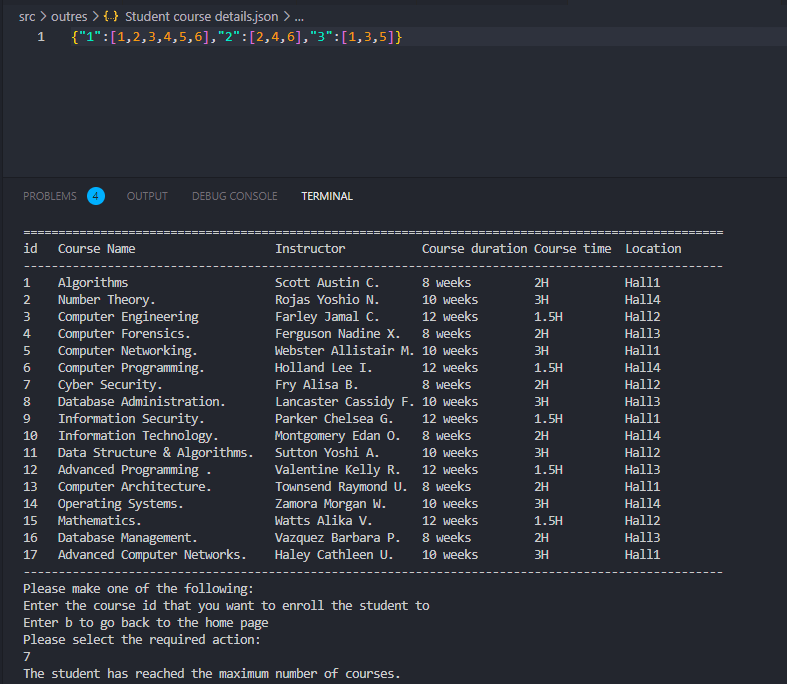 src > outres > {..} Student course details.json > ...
1 {"1":[1,2,3,4,5,6],"2":[2,4,6],"3":[1,3,5]}
PROBLEMS 4 OUTPUT DEBUG CONSOLE TERMINAL
====================================================================================================
id Course Name Instructor Course duration Course time Location
----------------------------------------------------------------------------------------------------
1 Algorithms Scott Austin C. 8 weeks 2H Hall1
2 Number Theory. Rojas Yoshio N. 10 weeks 3H Hall4
3 Computer Engineering Farley Jamal C. 12 weeks 1.5H Hall2
4 Computer Forensics. Ferguson Nadine X. 8 weeks 2H Hall3
5 Computer Networking. Webster Allistair M. 10 weeks 3H Hall1
6 Computer Programming. Holland Lee I. 12 weeks 1.5H Hall4
7 Cyber Security. Fry Alisa B. 8 weeks 2H Hall2
8 Database Administration. Lancaster Cassidy F. 10 weeks 3H Hall3
9 Information Security. Parker Chelsea G. 12 weeks 1.5H Hall1
10 Information Technology. Montgomery Edan O. 8 weeks 2H Hall4
11 Data Structure & Algorithms. Sutton Yoshi A. 10 weeks 3H Hall2
12 Advanced Programming . Valentine Kelly R. 12 weeks 1.5H Hall3
13 Computer Architecture. Townsend Raymond U. 8 weeks 2H Hall1
14 Operating Systems. Zamora Morgan W. 10 weeks 3H Hall4
15 Mathematics. Watts Alika V. 12 weeks 1.5H Hall2
16 Database Management. Vazquez Barbara P. 8 weeks 2H Hall3
17 Advanced Computer Networks. Haley Cathleen U. 10 weeks 3H Hall1
----------------------------------------------------------------------------------------------------
Please make one of the following:
Enter the course id that you want to enroll the student to
Enter b to go back to the home page
Please select the required action:
7
The student has reached the maximum number of courses.